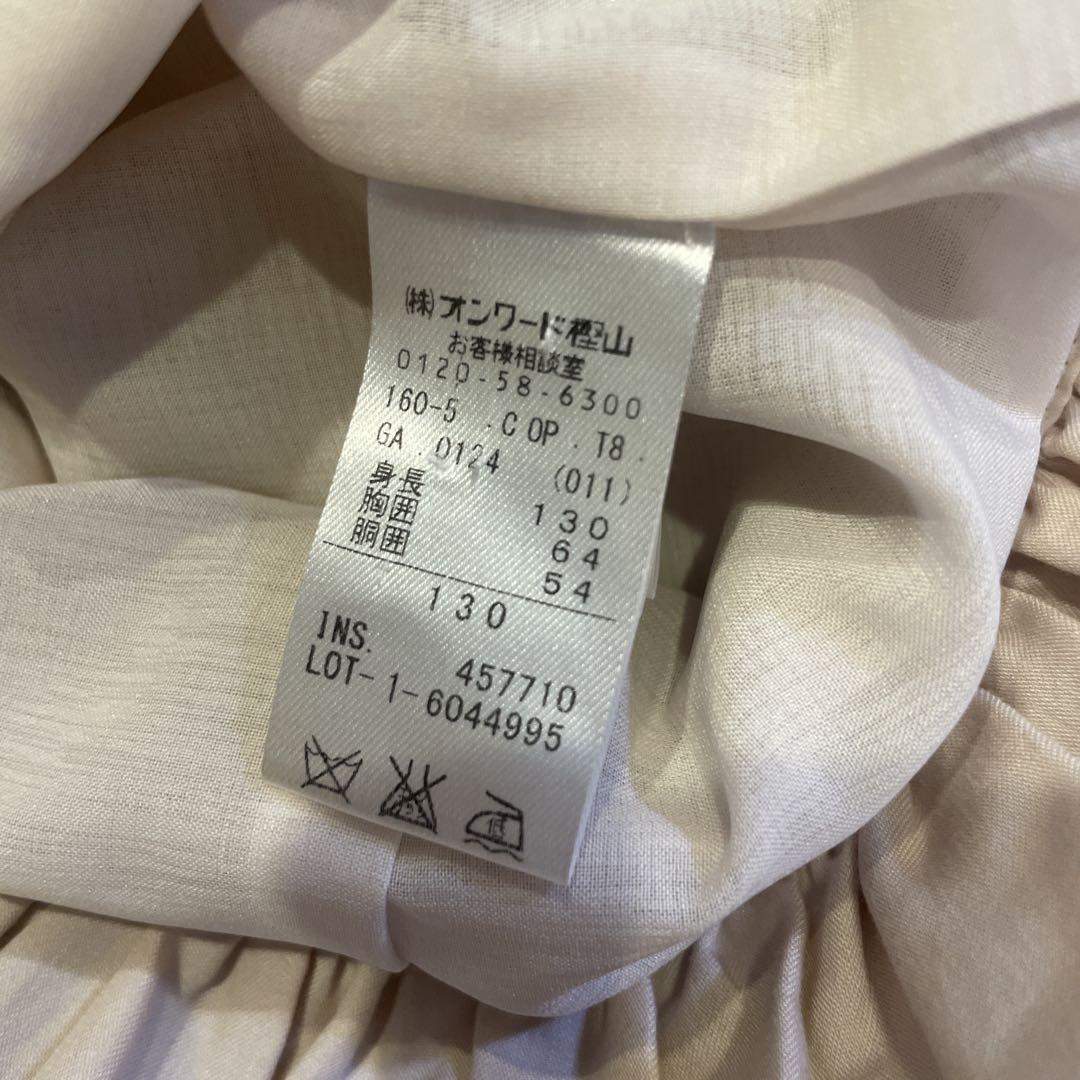 (株)オンワード樫山
お客様相談室
0120-58-6300
160-5 .COP.T8.
GA.0124 (011)
身長 130
胸囲 64
胴囲 54
130
INS. 457710
LOT-1-6044995
低